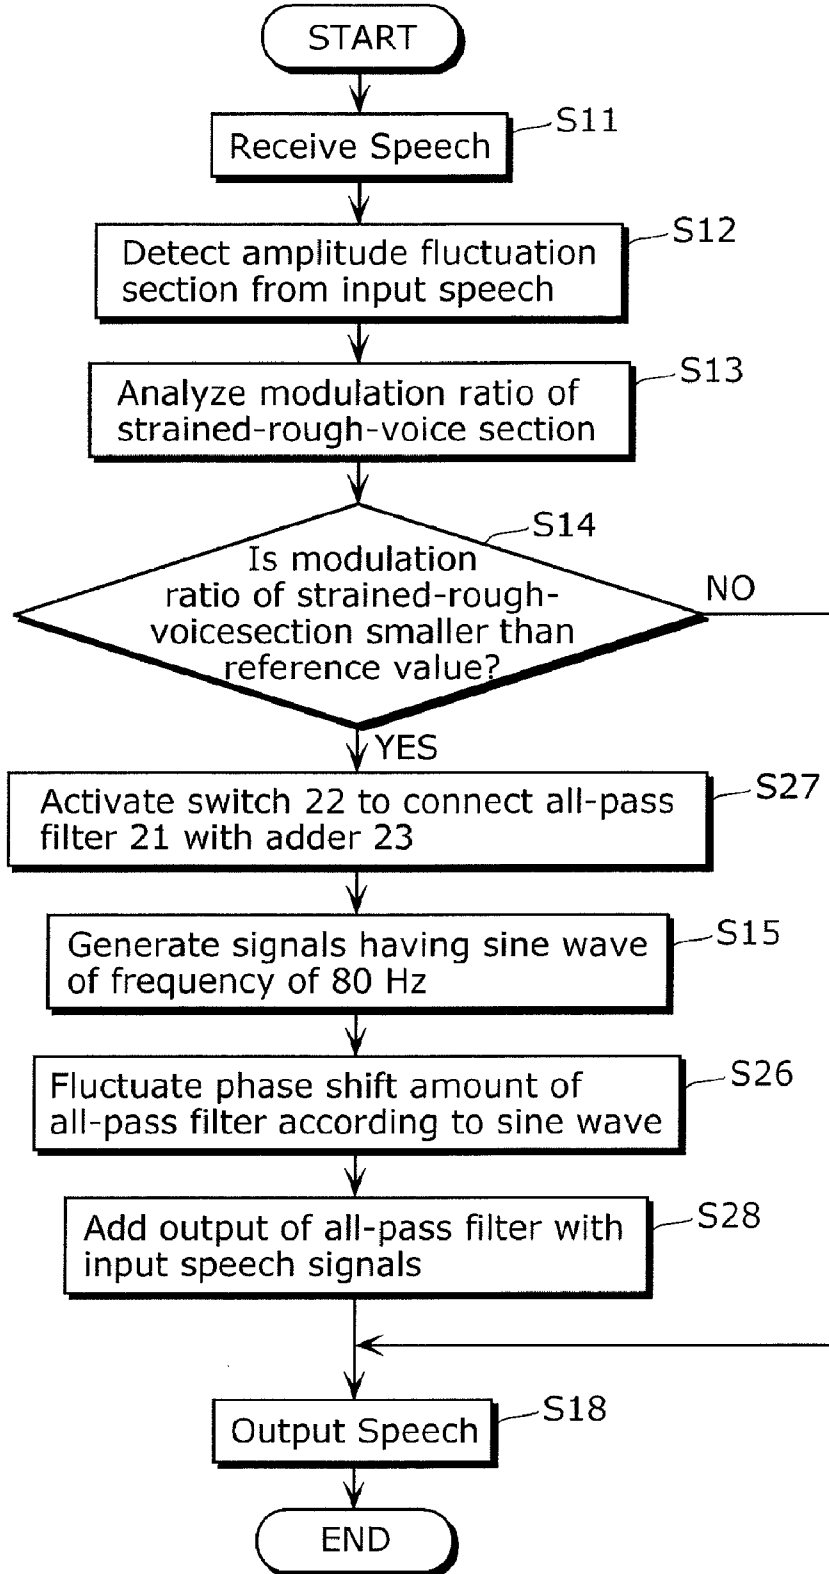 START
S11
Receive Speech
S12
Detect amplitude fluctuation
section from input speech
S13
Analyze modulation ratio of
strained-rough-voice section
S14
Is modulation
ratio of strained-rough-
voicesection smaller than
reference value?
NO
YES
S27
Activate switch 22 to connect all-pass
filter 21 with adder 23
S15
Generate signals having sine wave
of frequency of 80 Hz
S26
Fluctuate phase shift amount of
all-pass filter according to sine wave
S28
Add output of all-pass filter with
input speech signals
S18
Output Speech
END